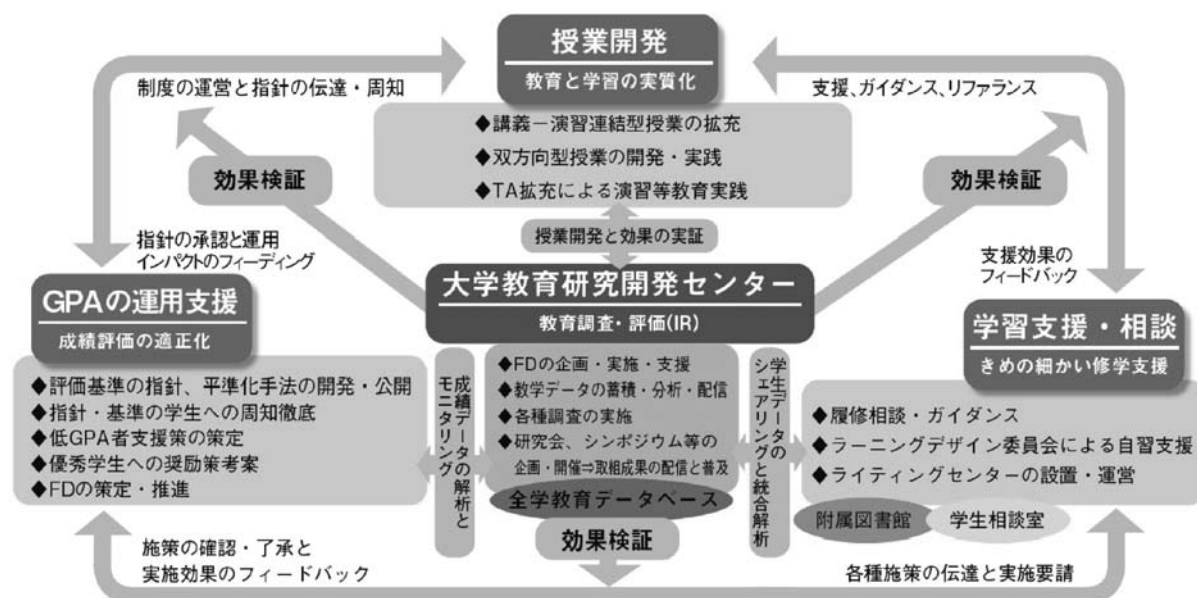 授業開発
教育と学習の実質化
制度の運営と指針の伝達・周知
支援、ガイダンス、リファランス
◆講義－演習連結型授業の拡充
◆双方向型授業の開発・実践
◆TA拡充による演習等教育実践
効果検証
効果検証
授業開発と効果の実証
指針の承認と運用
インパクトのフィーディング
支援効果の
フィードバック
大学教育研究開発センター
教育調査・評価(IR)
GPAの運用支援
成績評価の適正化
学習支援・相談
きめの細かい修学支援
◆評価基準の指針、平準化手法の開発・公開
◆指針・基準の学生への周知徹底
◆低GPA者支援策の策定
◆優秀学生への奨励策考案
◆FDの策定・推進
成績データの解析と
モニタリング
◆FDの企画・実施・支援
◆教学データの蓄積・分析・配信
◆各種調査の実施
◆研究会、シンポジウム等の
企画・開催⇒取組成果の配信と普及
全学教育データベース
学生データの
シェアリングと統合解析
◆履修相談・ガイダンス
◆ラーニングデザイン委員会による自習支援
◆ライティングセンターの設置・運営
附属図書館
学生相談室
効果検証
施策の確認・了承と
実施効果のフィードバック
各種施策の伝達と実施要請